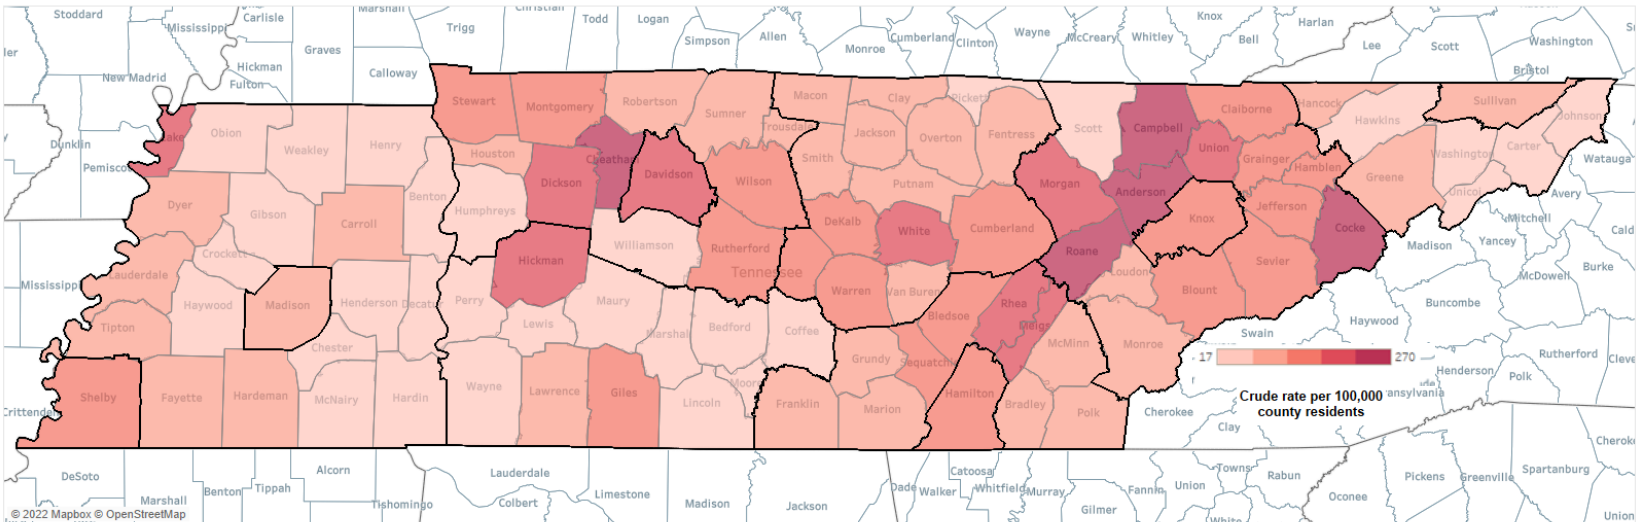 Stoddard
Mississippi
Carlisle
Marshall
Christian
Todd
Logan
Simpson
Allen
Monroe
Cumberland
Clinton
Wayne
McCreary
Whitley
Knox
Bell
Harlan
Lee
Scott
Washington
Bristol
Trigg
Graves
Hickman
Fulton
Calloway
New Madrid
Dunklin
Pemisco
Obion
Weakley
Henry
Stewart
Montgomery
Robertson
Sumner
Trousdale
Macon
Clay
Pickett
Jackson
Overton
Fentress
Scott
Campbell
Claiborne
Hancock
Hawkins
Sullivan
Johnson
Washington
Carter
Unicoi
Watauga
Avery
Houston
Dickson
Cheatham
Davidson
Wilson
Smith
Putnam
Morgan
Anderson
Union
Grainger
Hamblen
Greene
Mitchell
Dyer
Gibson
Carroll
Benton
Humphreys
Williamson
Rutherford
DeKalb
White
Cumberland
Roane
Knox
Jefferson
Cocke
Sevier
Madison
Yancey
McDowell
Burke
Cald
Mississippi
Lauderdale
Crockett
Haywood
Madison
Henderson
Decatur
Perry
Hickman
Maury
Tennessee
Warren
Van Buren
Bledsoe
Rhea
Meigs
Loudon
Blount
Buncombe
Haywood
Swain
Tipton
Chester
Lewis
Marshall
Bedford
Coffee
Grundy
Sequatchie
McMinn
Monroe
Rutherford
Cleve
Henderson
Polk
ansylvania
Crittenden
Shelby
Fayette
Hardeman
McNairy
Hardin
Wayne
Lawrence
Giles
Lincoln
Moore
Franklin
Marion
Hamilton
Bradley
Polk
Cherokee
Clay
17
270
Crude rate per 100,000
county residents
DeSoto
Marshall
Benton
Tippah
Alcorn
Tishomingo
Lauderdale
Colbert
Limestone
Madison
Jackson
Dade
Walker
Catoosa
Whitfield
Murray
Gilmer
Fannin
Union
Towns
White
Rabun
Oconee
Pickens
Greenville
Spartanburg
Cheroke
Union
© 2022 Mapbox © OpenStreetMap